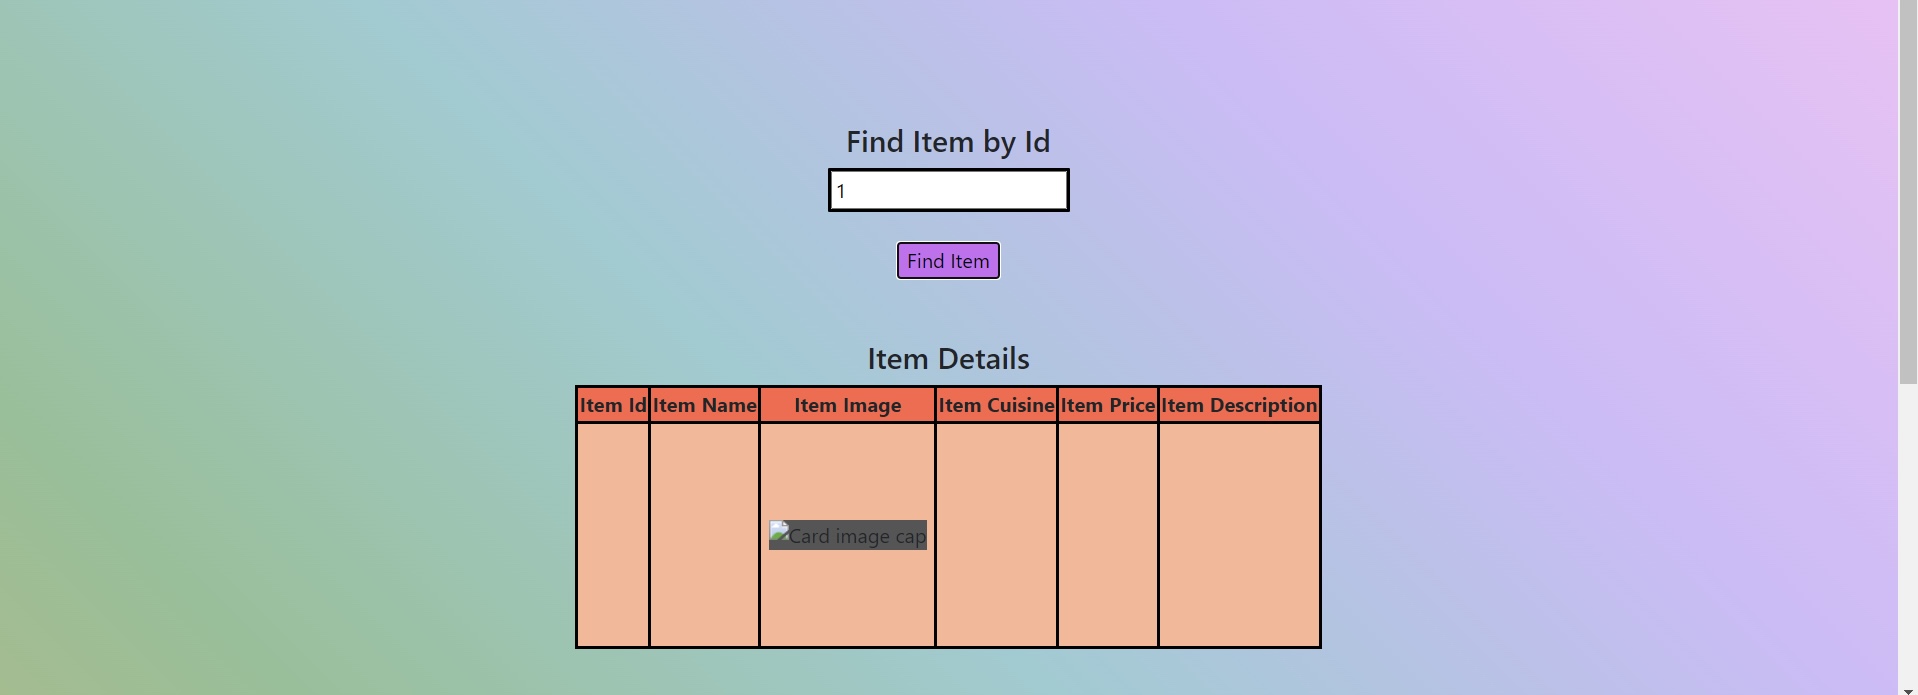 Find Item by Id
1
Find Item
Item Details
Item Id Item Name Item Image Item Cuisine Item Price Item Description
Card image cap